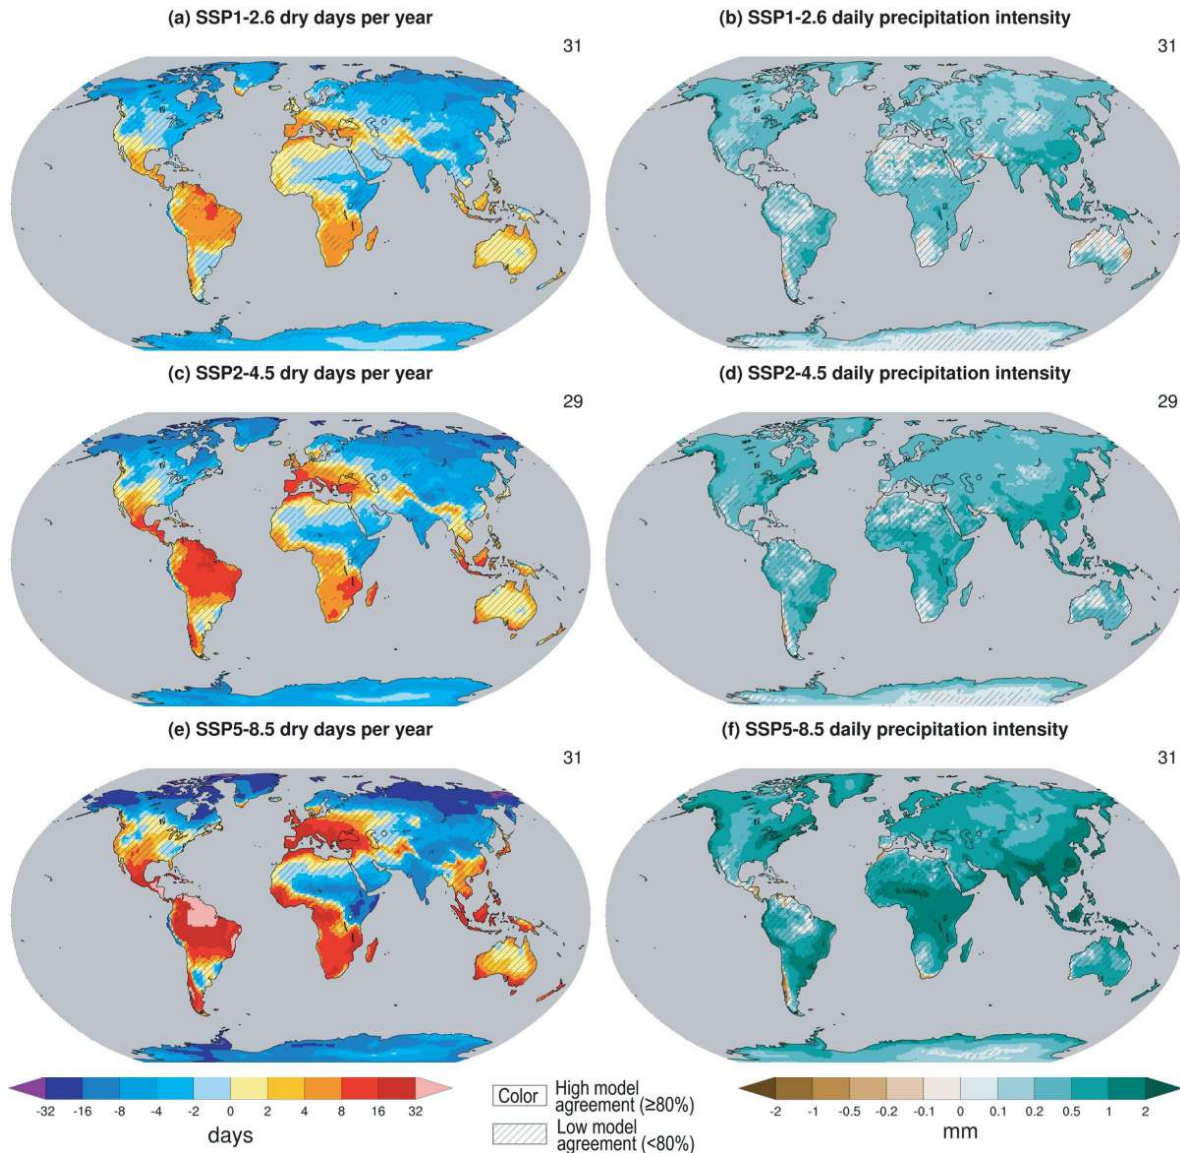 (a) SSP1-2.6 dry days per year
31
(b) SSP1-2.6 daily precipitation intensity
31
(c) SSP2-4.5 dry days per year
29
(d) SSP2-4.5 daily precipitation intensity
29
(e) SSP5-8.5 dry days per year
31
(f) SSP5-8.5 daily precipitation intensity
31
-32 -16 -8 -4 -2 0 2 4 8 16 32
days
Color High model
agreement (≥80%)
Low model
agreement (<80%)
-2 -1 -0.5 -0.2 -0.1 0 0.1 0.2 0.5 1 2
mm